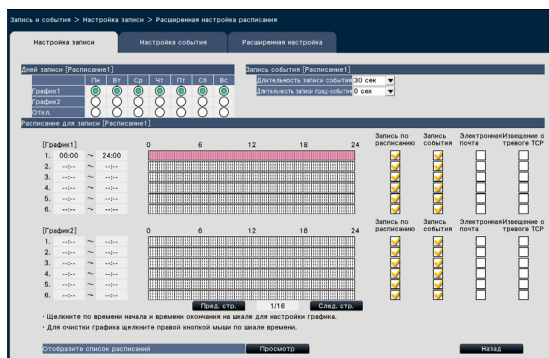 Запись и события > Настройка записи > Расширенная настройка расписания
Настройка записи Настройка события Расширенная настройка
Дней записи [Расписание1]
Пн Вт Ср Чт Пт Сб Вс
График1
График2
Откл.
Запись события [Расписание1]
Длительность записи события 30 сек
Длительность записи пред-событие 0 сек
Расписание для записи [Расписание1]
[График1] 0 6 12 18 24 Запись по расписанию Запись события Электронная почта Извещение о тревоге TCP
1. 00:00 ~ 24:00
2. --:-- ~ --:--
3. --:-- ~ --:--
4. --:-- ~ --:--
5. --:-- ~ --:--
6. --:-- ~ --:--
[График2] 0 6 12 18 24 Запись по расписанию Запись события Электронная почта Извещение о тревоге TCP
1. --:-- ~ --:--
2. --:-- ~ --:--
3. --:-- ~ --:--
4. --:-- ~ --:--
5. --:-- ~ --:--
6. --:-- ~ --:--
Пред. стр. 1/16 След. стр.
· Щелкните по времени начала и времени окончания на шкале для настройки графика.
· Для очистки графика щелкните правой кнопкой мыши по шкале времени.
Отобразите список расписаний Просмотр Назад